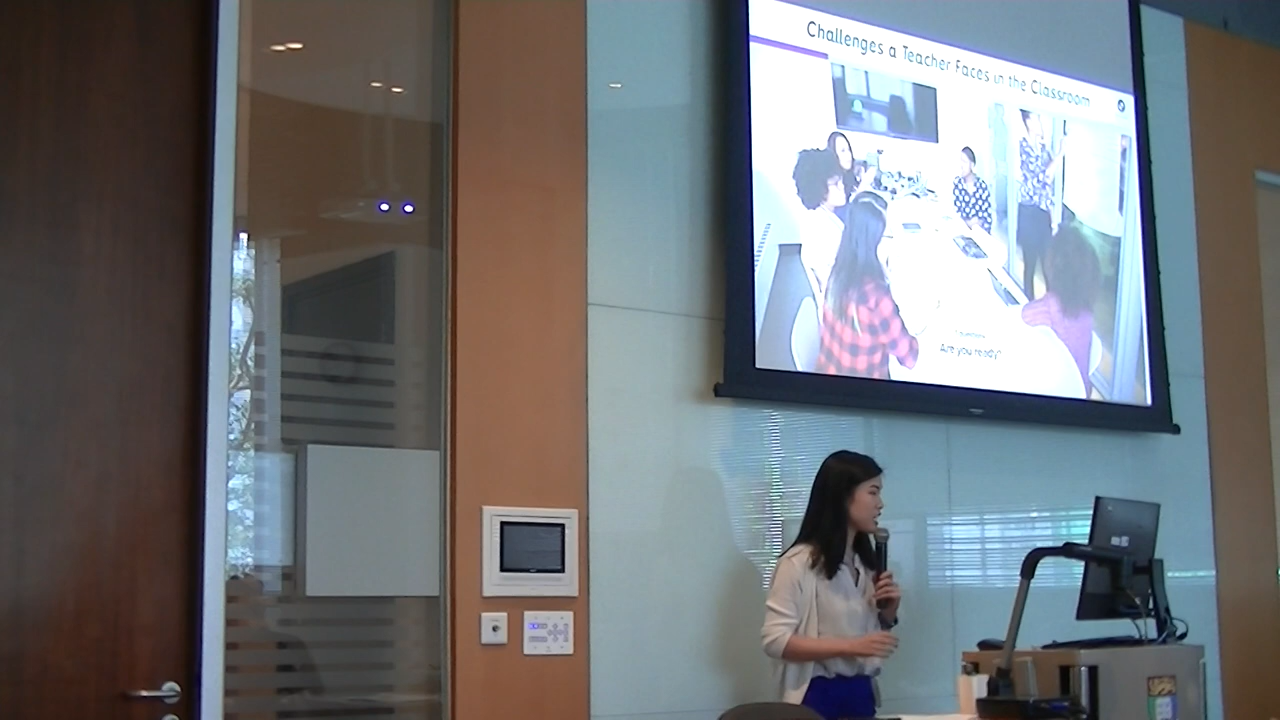 Challenges a Teacher Faces in the Classroom
Are you ready?